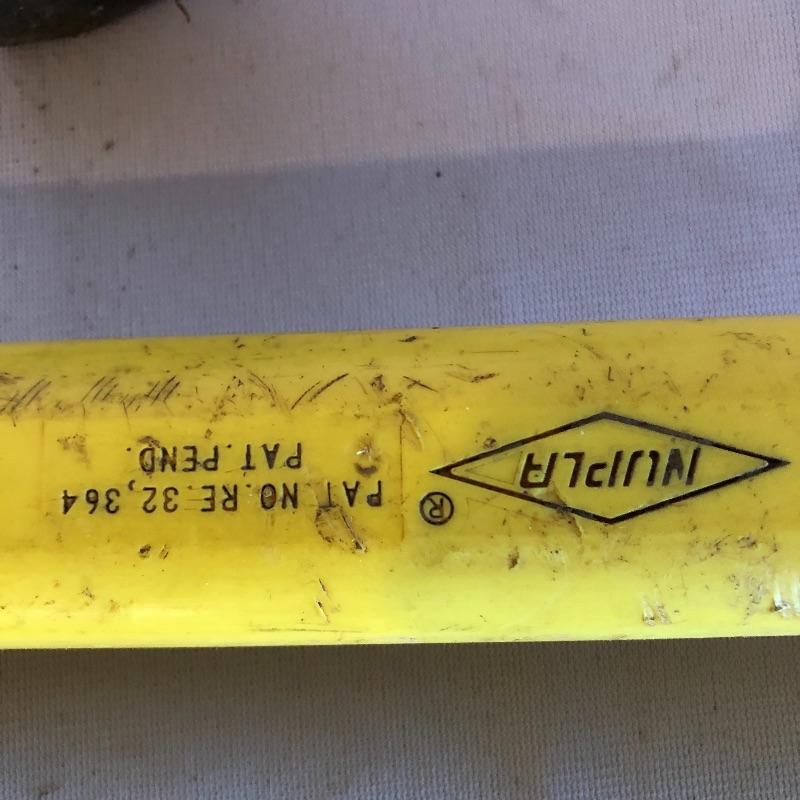 NUPLA ®
PAT. NO. RE. 32,364
PAT. PEND.